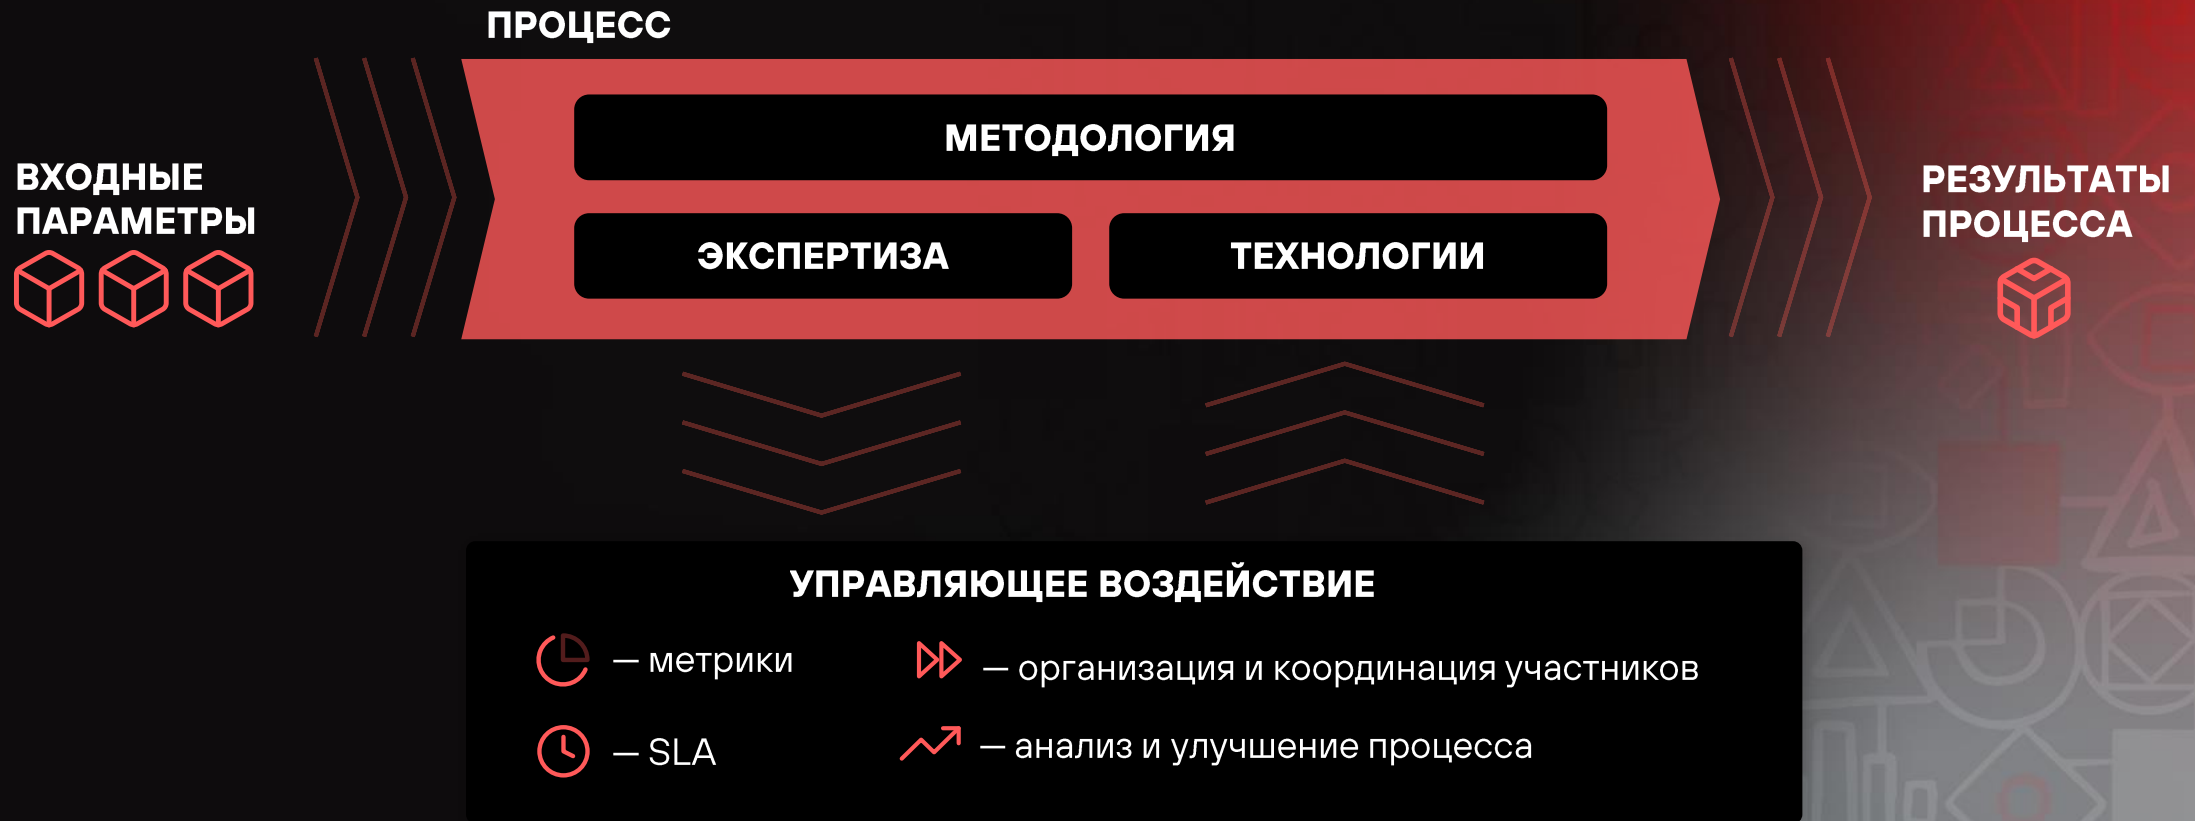 ПРОЦЕСС
ВХОДНЫЕ
ПАРАМЕТРЫ
МЕТОДОЛОГИЯ
ЭКСПЕРТИЗА
ТЕХНОЛОГИИ
РЕЗУЛЬТАТЫ
ПРОЦЕССА
УПРАВЛЯЮЩЕЕ ВОЗДЕЙСТВИЕ
— метрики
— организация и координация участников
— SLA
— анализ и улучшение процесса